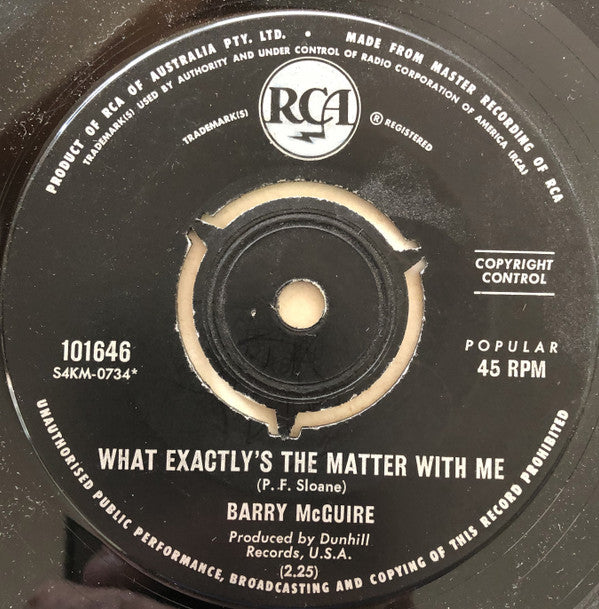 PRODUCT OF RCA OF AUSTRALIA PTY. LTD. • MADE FROM MASTER RECORDING OF RCA
TRADEMARK(S) USED BY AUTHORITY AND UNDER CONTROL OF RADIO CORPORATION OF AMERICA (RCA)
RCA
TRADEMARK(S)
® REGISTERED
COPYRIGHT
CONTROL
101646
S4KM-0734*
POPULAR
45 RPM
WHAT EXACTLY'S THE MATTER WITH ME
(P. F. Sloane)
BARRY McGUIRE
Produced by Dunhill
Records, U.S.A.
(2.25)
UNAUTHORISED PUBLIC PERFORMANCE, BROADCASTING AND COPYING OF THIS RECORD PROHIBITED